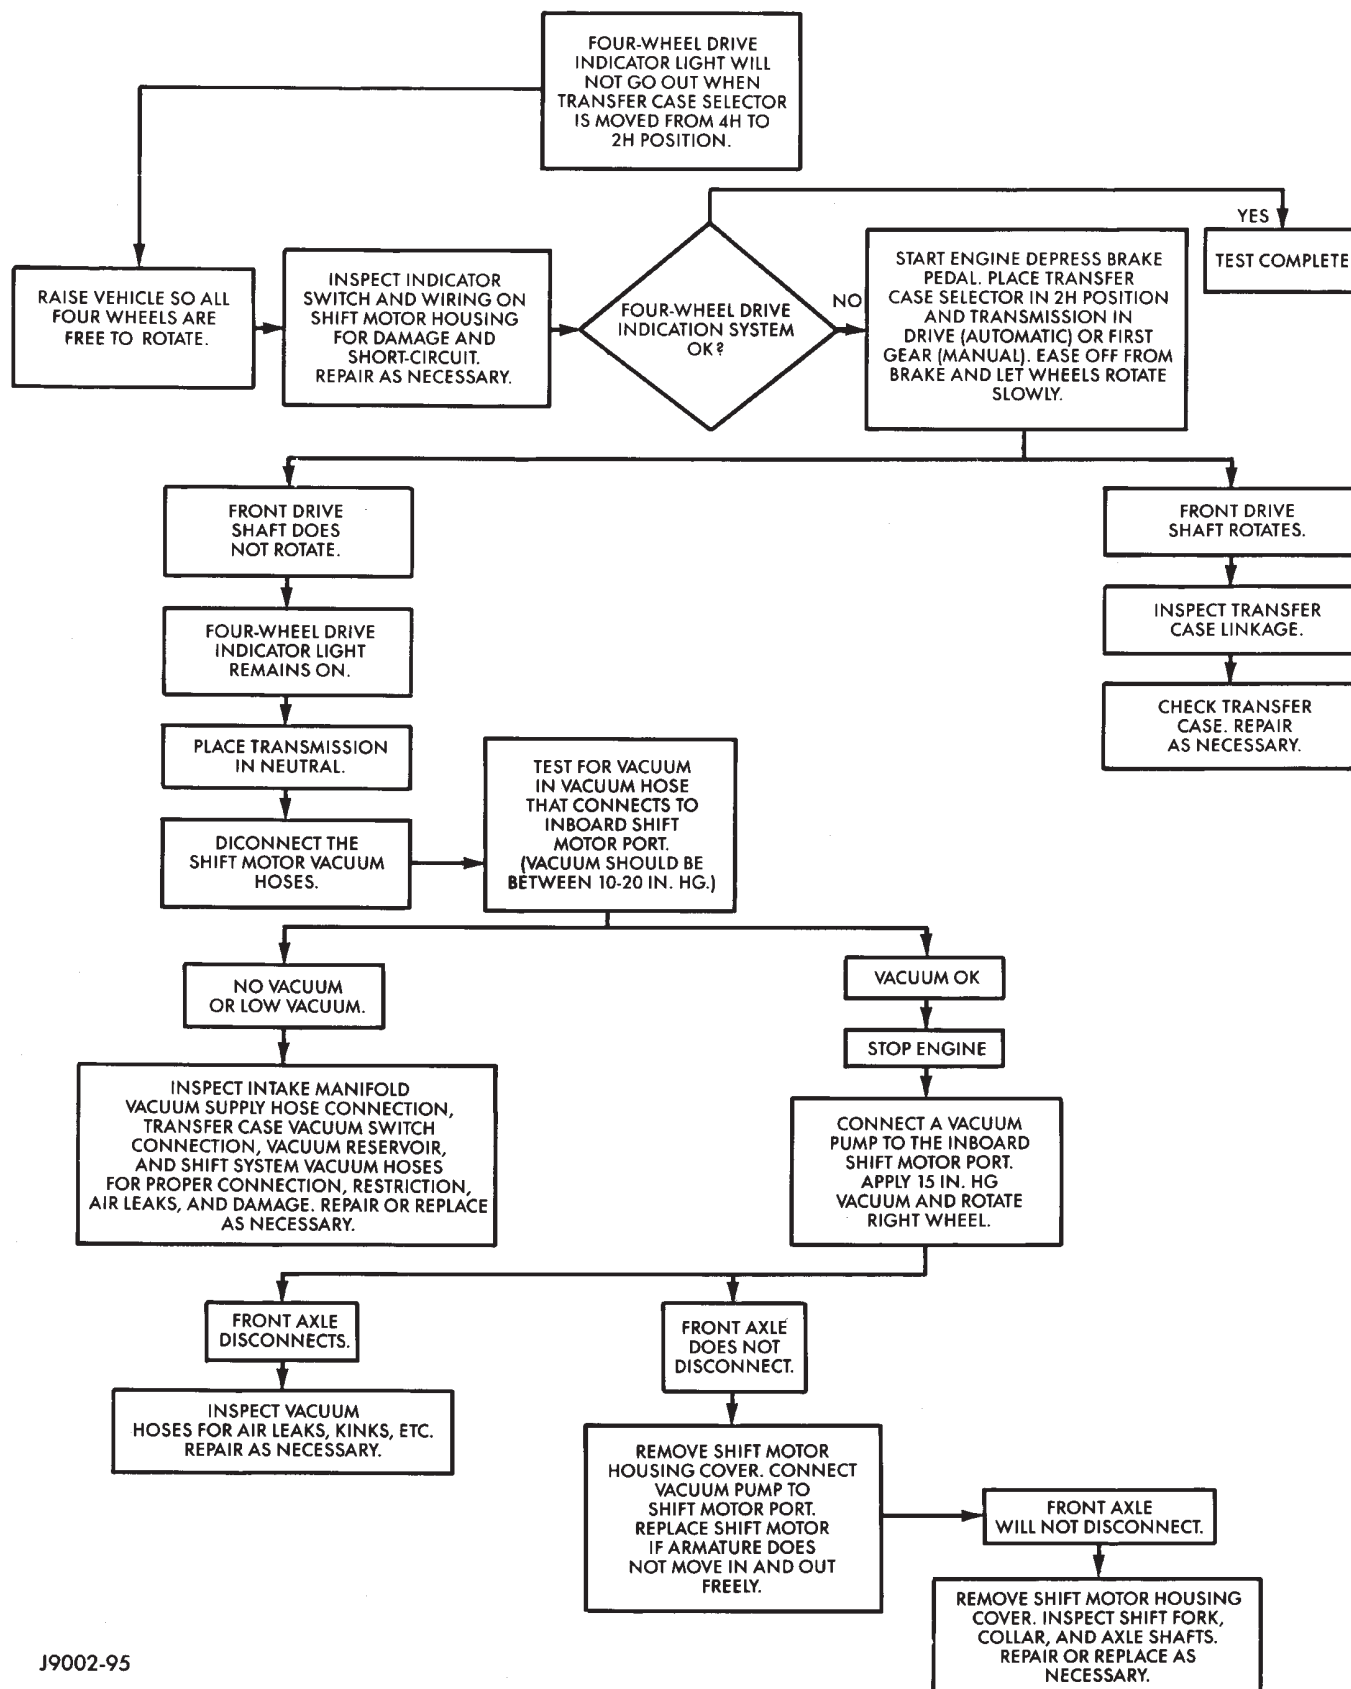 FOUR-WHEEL DRIVE
INDICATOR LIGHT WILL
NOT GO OUT WHEN
TRANSFER CASE SELECTOR
IS MOVED FROM 4H TO
2H POSITION.
RAISE VEHICLE SO ALL
FOUR WHEELS ARE
FREE TO ROTATE.
INSPECT INDICATOR
SWITCH AND WIRING ON
SHIFT MOTOR HOUSING
FOR DAMAGE AND
SHORT-CIRCUIT.
REPAIR AS NECESSARY.
FOUR-WHEEL DRIVE
INDICATION SYSTEM
OK?
YES
TEST COMPLETE
NO
START ENGINE DEPRESS BRAKE
PEDAL. PLACE TRANSFER
CASE SELECTOR IN 2H POSITION
AND TRANSMISSION IN
DRIVE (AUTOMATIC) OR FIRST
GEAR (MANUAL). EASE OFF FROM
BRAKE AND LET WHEELS ROTATE
SLOWLY.
FRONT DRIVE
SHAFT DOES
NOT ROTATE.
FRONT DRIVE
SHAFT ROTATES.
INSPECT TRANSFER
CASE LINKAGE.
CHECK TRANSFER
CASE. REPAIR
AS NECESSARY.
FOUR-WHEEL DRIVE
INDICATOR LIGHT
REMAINS ON.
PLACE TRANSMISSION
IN NEUTRAL.
DICONNECT THE
SHIFT MOTOR VACUUM
HOSES.
TEST FOR VACUUM
IN VACUUM HOSE
THAT CONNECTS TO
INBOARD SHIFT
MOTOR PORT.
(VACUUM SHOULD BE
BETWEEN 10-20 IN. HG.)
NO VACUUM
OR LOW VACUUM.
INSPECT INTAKE MANIFOLD
VACUUM SUPPLY HOSE CONNECTION,
TRANSFER CASE VACUUM SWITCH
CONNECTION, VACUUM RESERVOIR,
AND SHIFT SYSTEM VACUUM HOSES
FOR PROPER CONNECTION, RESTRICTION,
AIR LEAKS, AND DAMAGE. REPAIR OR REPLACE
AS NECESSARY.
VACUUM OK
STOP ENGINE
CONNECT A VACUUM
PUMP TO THE INBOARD
SHIFT MOTOR PORT.
APPLY 15 IN. HG
VACUUM AND ROTATE
RIGHT WHEEL.
FRONT AXLE
DISCONNECTS.
INSPECT VACUUM
HOSES FOR AIR LEAKS, KINKS, ETC.
REPAIR AS NECESSARY.
FRONT AXLE
DOES NOT
DISCONNECT.
REMOVE SHIFT MOTOR
HOUSING COVER. CONNECT
VACUUM PUMP TO
SHIFT MOTOR PORT.
REPLACE SHIFT MOTOR
IF ARMATURE DOES
NOT MOVE IN AND OUT
FREELY.
FRONT AXLE
WILL NOT DISCONNECT.
REMOVE SHIFT MOTOR HOUSING
COVER. INSPECT SHIFT FORK,
COLLAR, AND AXLE SHAFTS.
REPAIR OR REPLACE AS
NECESSARY.
J9002-95